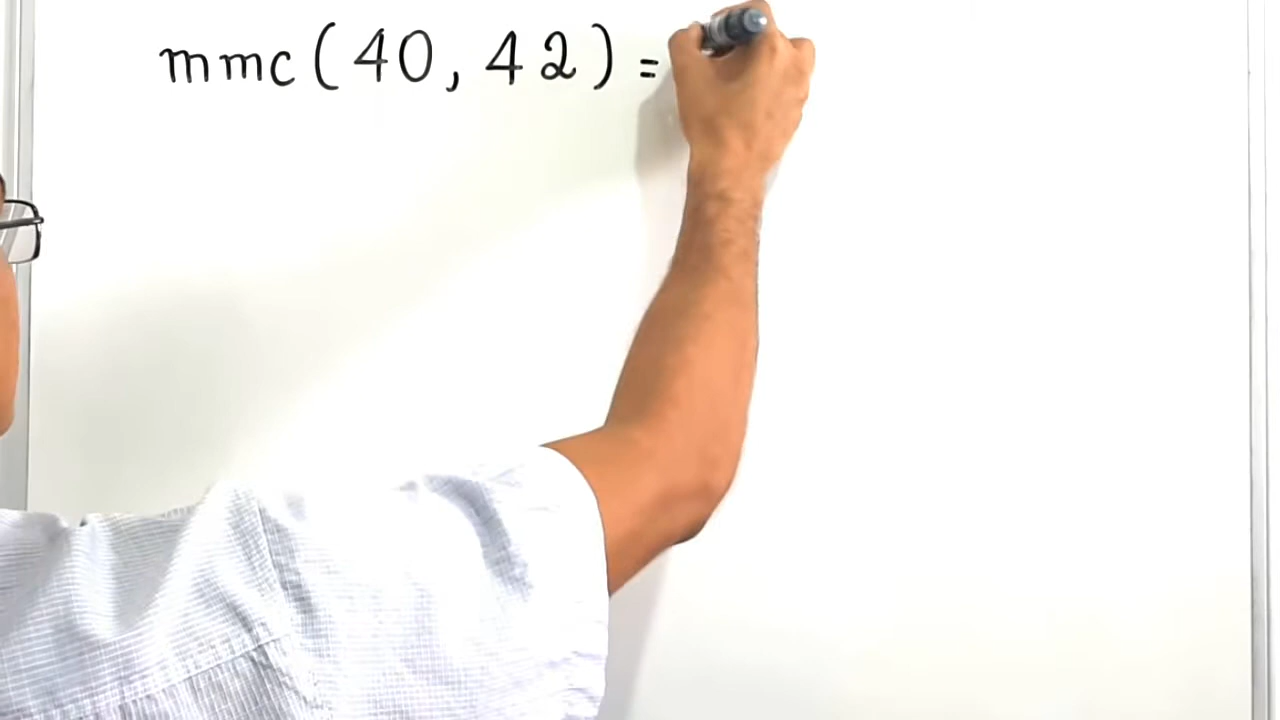 mmc(40, 42) =